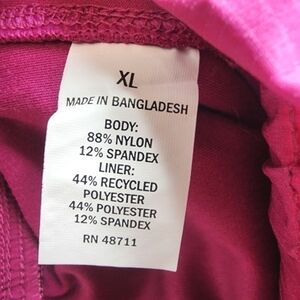 XL
MADE IN BANGLADESH
BODY:
88% NYLON
12% SPANDEX
LINER:
44% RECYCLED
POLYESTER
44% POLYESTER
12% SPANDEX
RN 48711